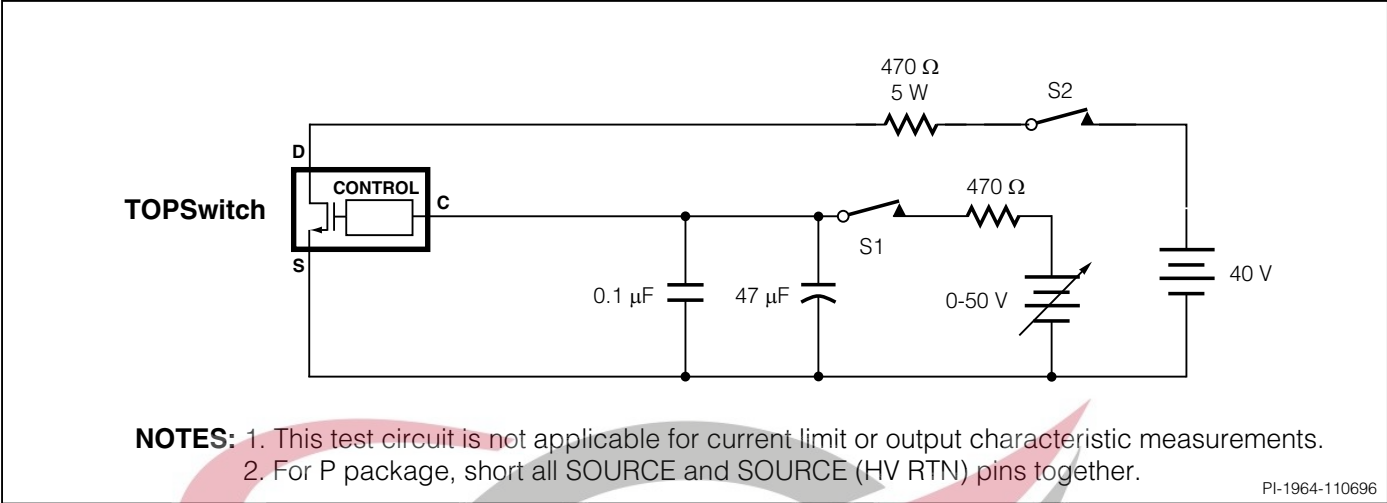 470 Ω
5 W
S2
D
CONTROL
C
TOPSwitch
470 Ω
S1
S
0.1 µF
47 µF
0-50 V
40 V
NOTES: 1. This test circuit is not applicable for current limit or output characteristic measurements.
2. For P package, short all SOURCE and SOURCE (HV RTN) pins together.
PI-1964-110696